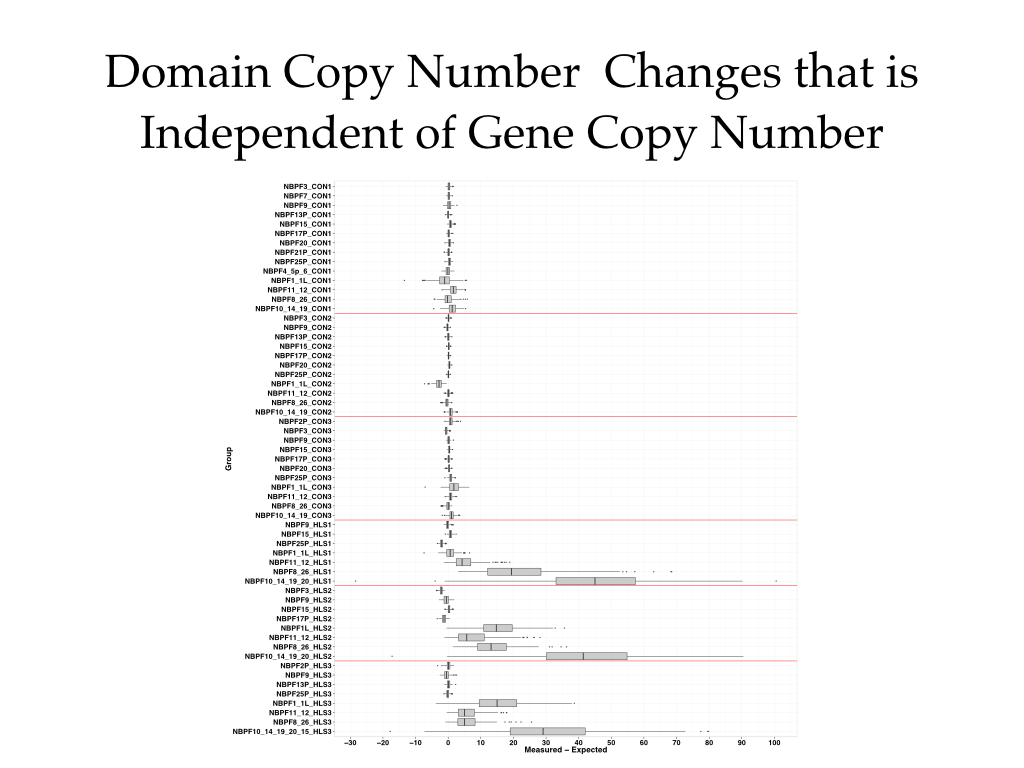 Domain Copy Number  Changes that is
Independent of Gene Copy Number
NBPF3_CON1
NBPF7_CON1
NBPF9_CON1
NBPF13P_CON1
NBPF15_CON1
NBPF17P_CON1
NBPF20_CON1
NBPF21P_CON1
NBPF25P_CON1
NBPF4_5p_6_CON1
NBPF1_1L_CON1
NBPF11_12_CON1
NBPF8_26_CON1
NBPF10_14_19_CON1
NBPF3_CON2
NBPF9_CON2
NBPF13P_CON2
NBPF15_CON2
NBPF17P_CON2
NBPF20_CON2
NBPF25P_CON2
NBPF1_1L_CON2
NBPF11_12_CON2
NBPF8_26_CON2
NBPF10_14_19_CON2
NBPF2P_CON3
NBPF3_CON3
NBPF9_CON3
NBPF15_CON3
NBPF17P_CON3
NBPF20_CON3
NBPF25P_CON3
NBPF1_1L_CON3
NBPF11_12_CON3
NBPF8_26_CON3
NBPF10_14_19_CON3
NBPF9_HLS1
NBPF15_HLS1
NBPF25P_HLS1
NBPF1_1L_HLS1
NBPF11_12_HLS1
NBPF8_26_HLS1
NBPF10_14_19_20_HLS1
NBPF3_HLS2
NBPF9_HLS2
NBPF15_HLS2
NBPF17P_HLS2
NBPF1L_HLS2
NBPF11_12_HLS2
NBPF8_26_HLS2
NBPF10_14_19_20_HLS2
NBPF2P_HLS3
NBPF9_HLS3
NBPF13P_HLS3
NBPF25P_HLS3
NBPF1_1L_HLS3
NBPF11_12_HLS3
NBPF8_26_HLS3
NBPF10_14_19_20_15_HLS3
Group
−30 −20 −10 0 10 20 30 40 50 60 70 80 90 100
Measured − Expected